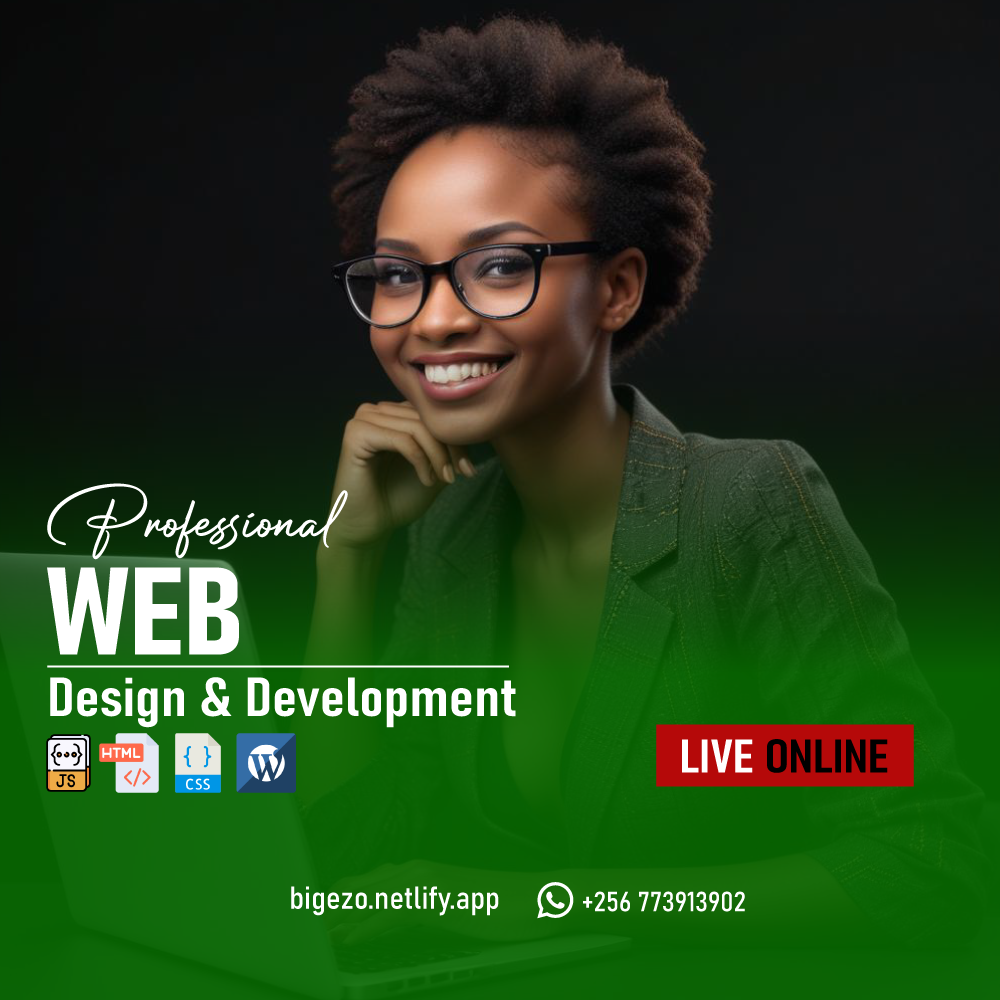 Professional
WEB
Design & Development
{•••}
JS
HTML
</>
{ }
CSS
W
LIVE ONLINE
bigezo.netlify.app
+256 773913902